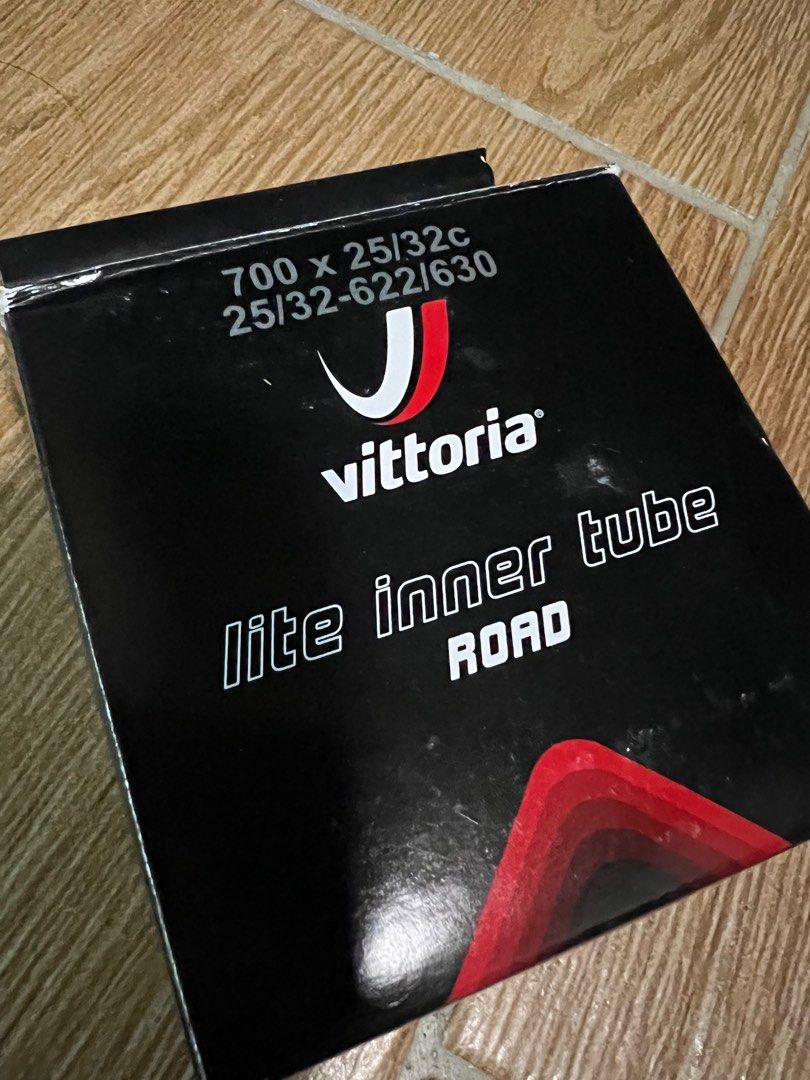 700 x 25/32c
25/32-622/630
vittoria®
lite inner tube
ROAD